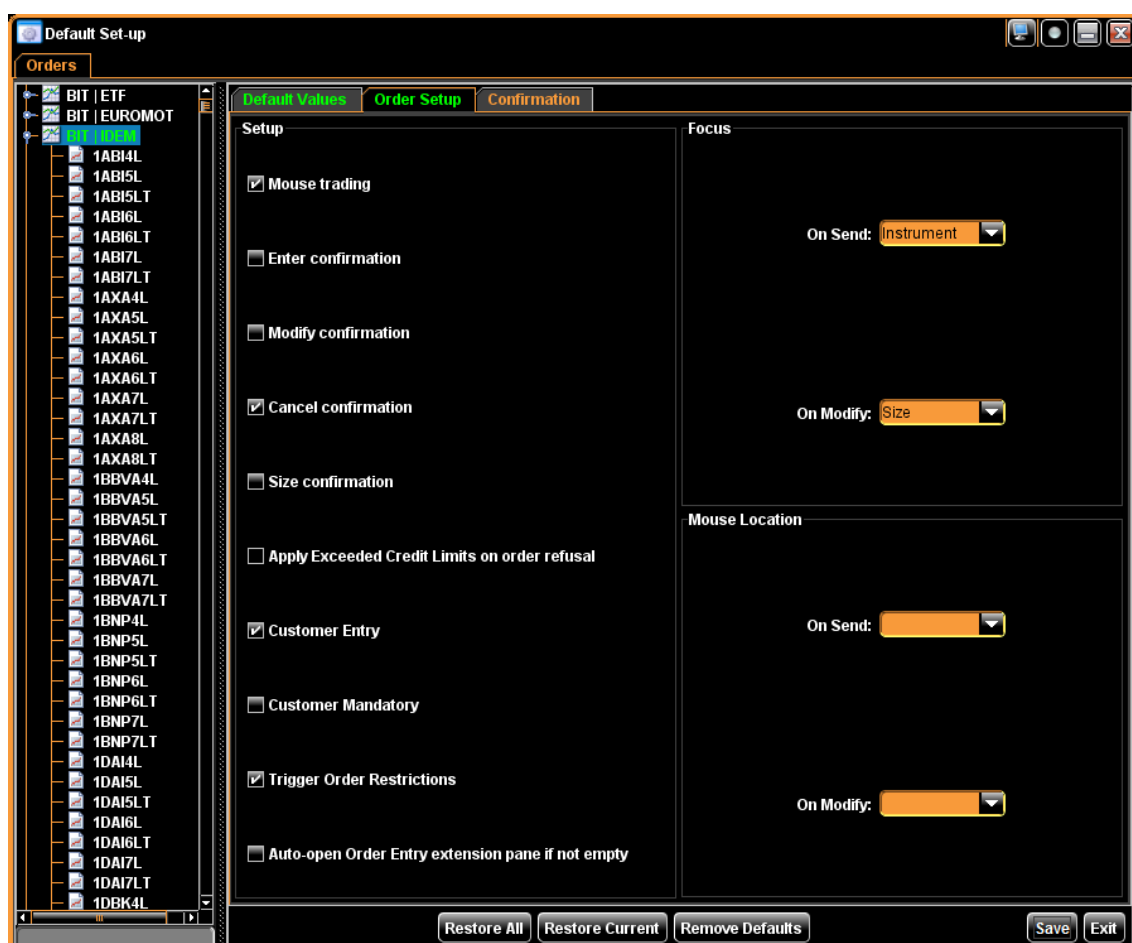 Default Set-up
Orders
BIT | ETF
BIT | EUROMOT
BIT | IDEM
1ABI4L
1ABI5L
1ABI5LT
1ABI6L
1ABI6LT
1ABI7L
1ABI7LT
1AXA4L
1AXA5L
1AXA5LT
1AXA6L
1AXA6LT
1AXA7L
1AXA7LT
1AXA8L
1AXA8LT
1BBVA4L
1BBVA5L
1BBVA5LT
1BBVA6L
1BBVA6LT
1BBVA7L
1BBVA7LT
1BNP4L
1BNP5L
1BNP5LT
1BNP6L
1BNP6LT
1BNP7L
1BNP7LT
1DAI4L
1DAI5L
1DAI5LT
1DAI6L
1DAI6LT
1DAI7L
1DAI7LT
1DBK4L
Default Values Order Setup Confirmation
Setup
Mouse trading
Enter confirmation
Modify confirmation
Cancel confirmation
Size confirmation
Apply Exceeded Credit Limits on order refusal
Customer Entry
Customer Mandatory
Trigger Order Restrictions
Auto-open Order Entry extension pane if not empty
Focus
On Send: Instrument
On Modify: Size
Mouse Location
On Send:
On Modify:
Restore All Restore Current Remove Defaults Save Exit